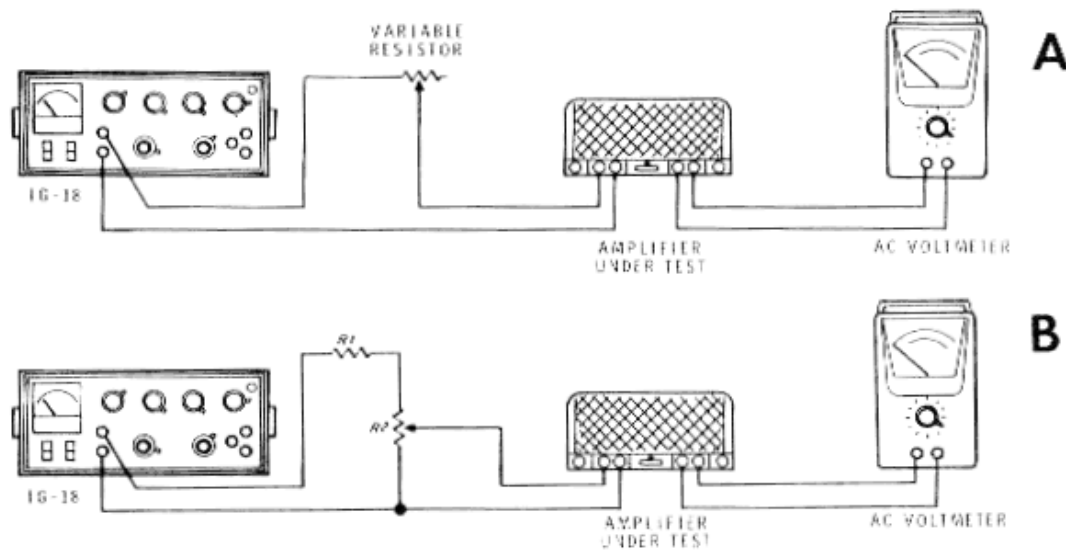 VARIABLE
RESISTOR
A
IG-18
AMPLIFIER
UNDER TEST
AC VOLTMETER
B
R1
R2
IG-18
AMPLIFIER
UNDER TEST
AC VOLTMETER